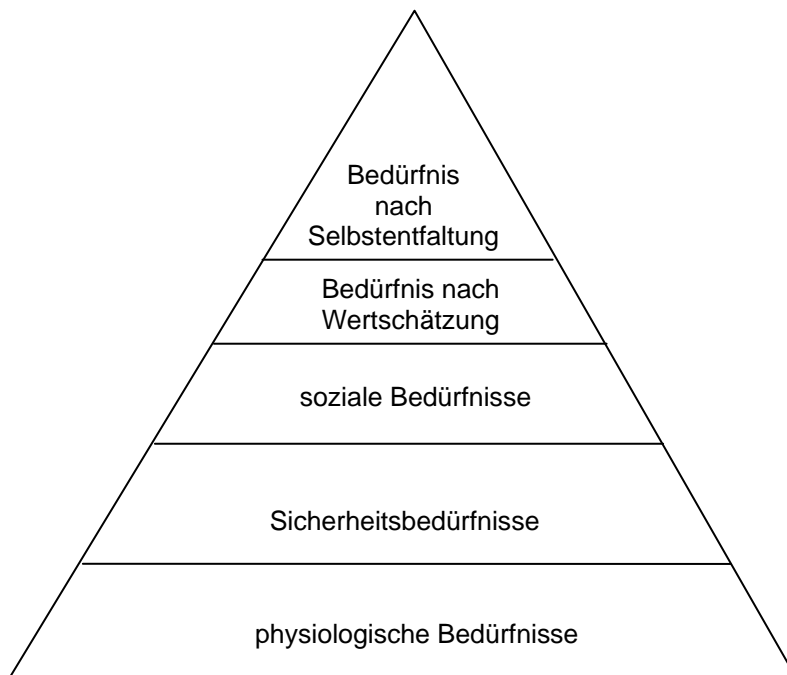 Bedürfnis
nach
Selbstentfaltung
Bedürfnis nach
Wertschätzung
soziale Bedürfnisse
Sicherheitsbedürfnisse
physiologische Bedürfnisse